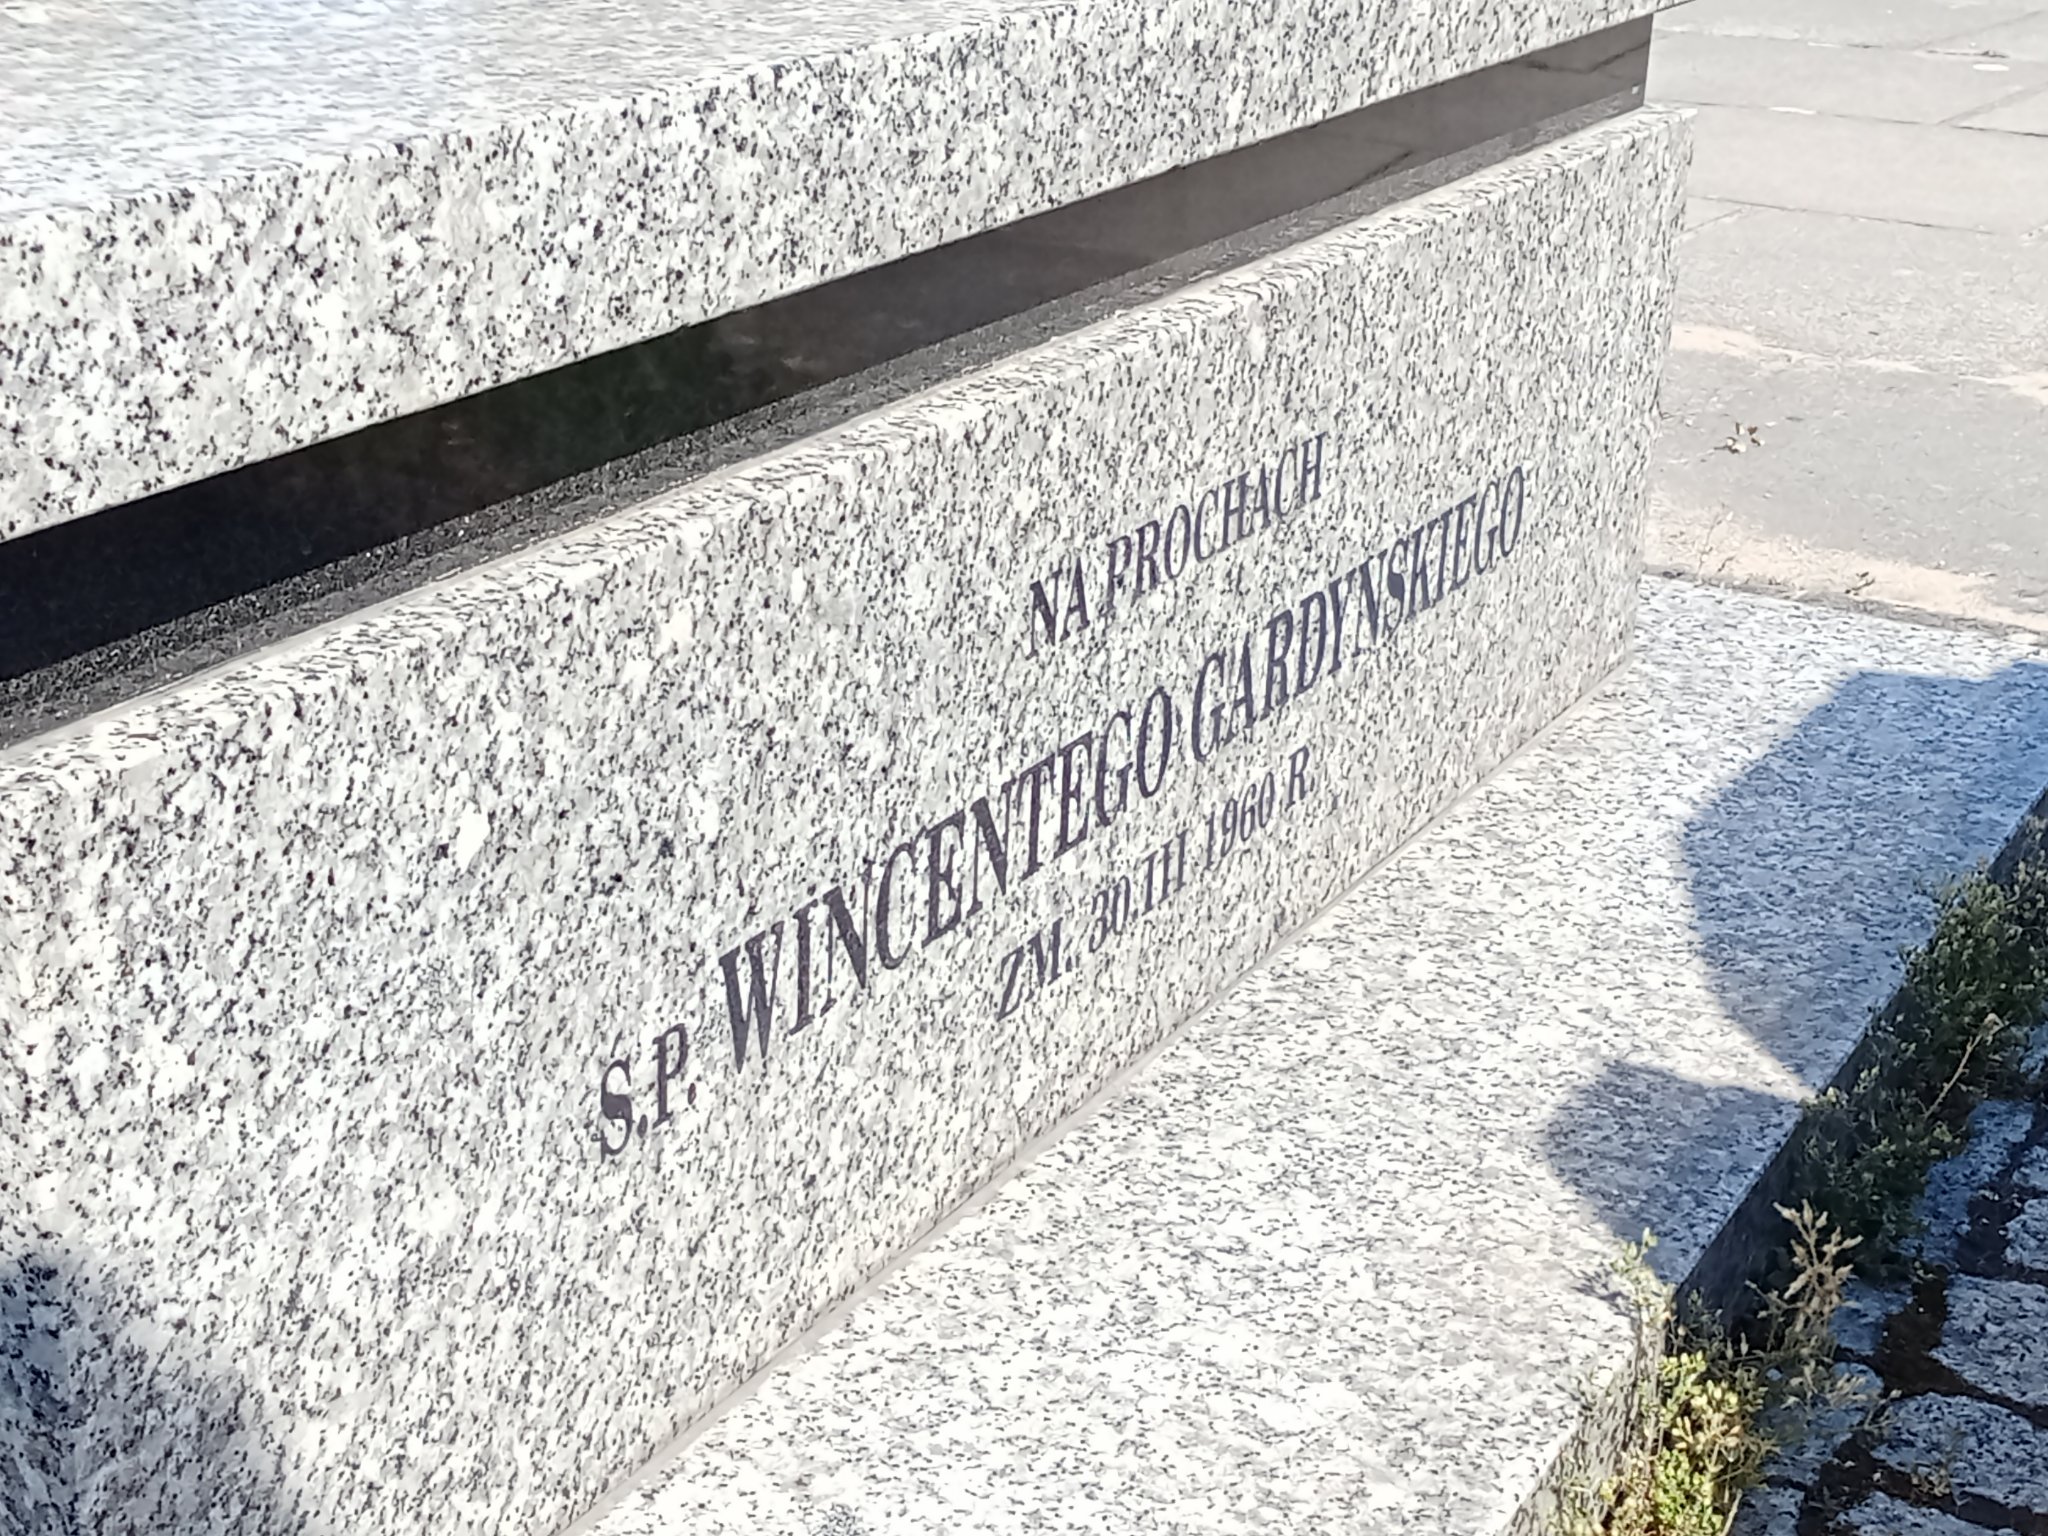 NA PROCHACH
Ś.P. WINCENTEGO GARDYNSKIEGO
ZM. 30.III 1960 R.